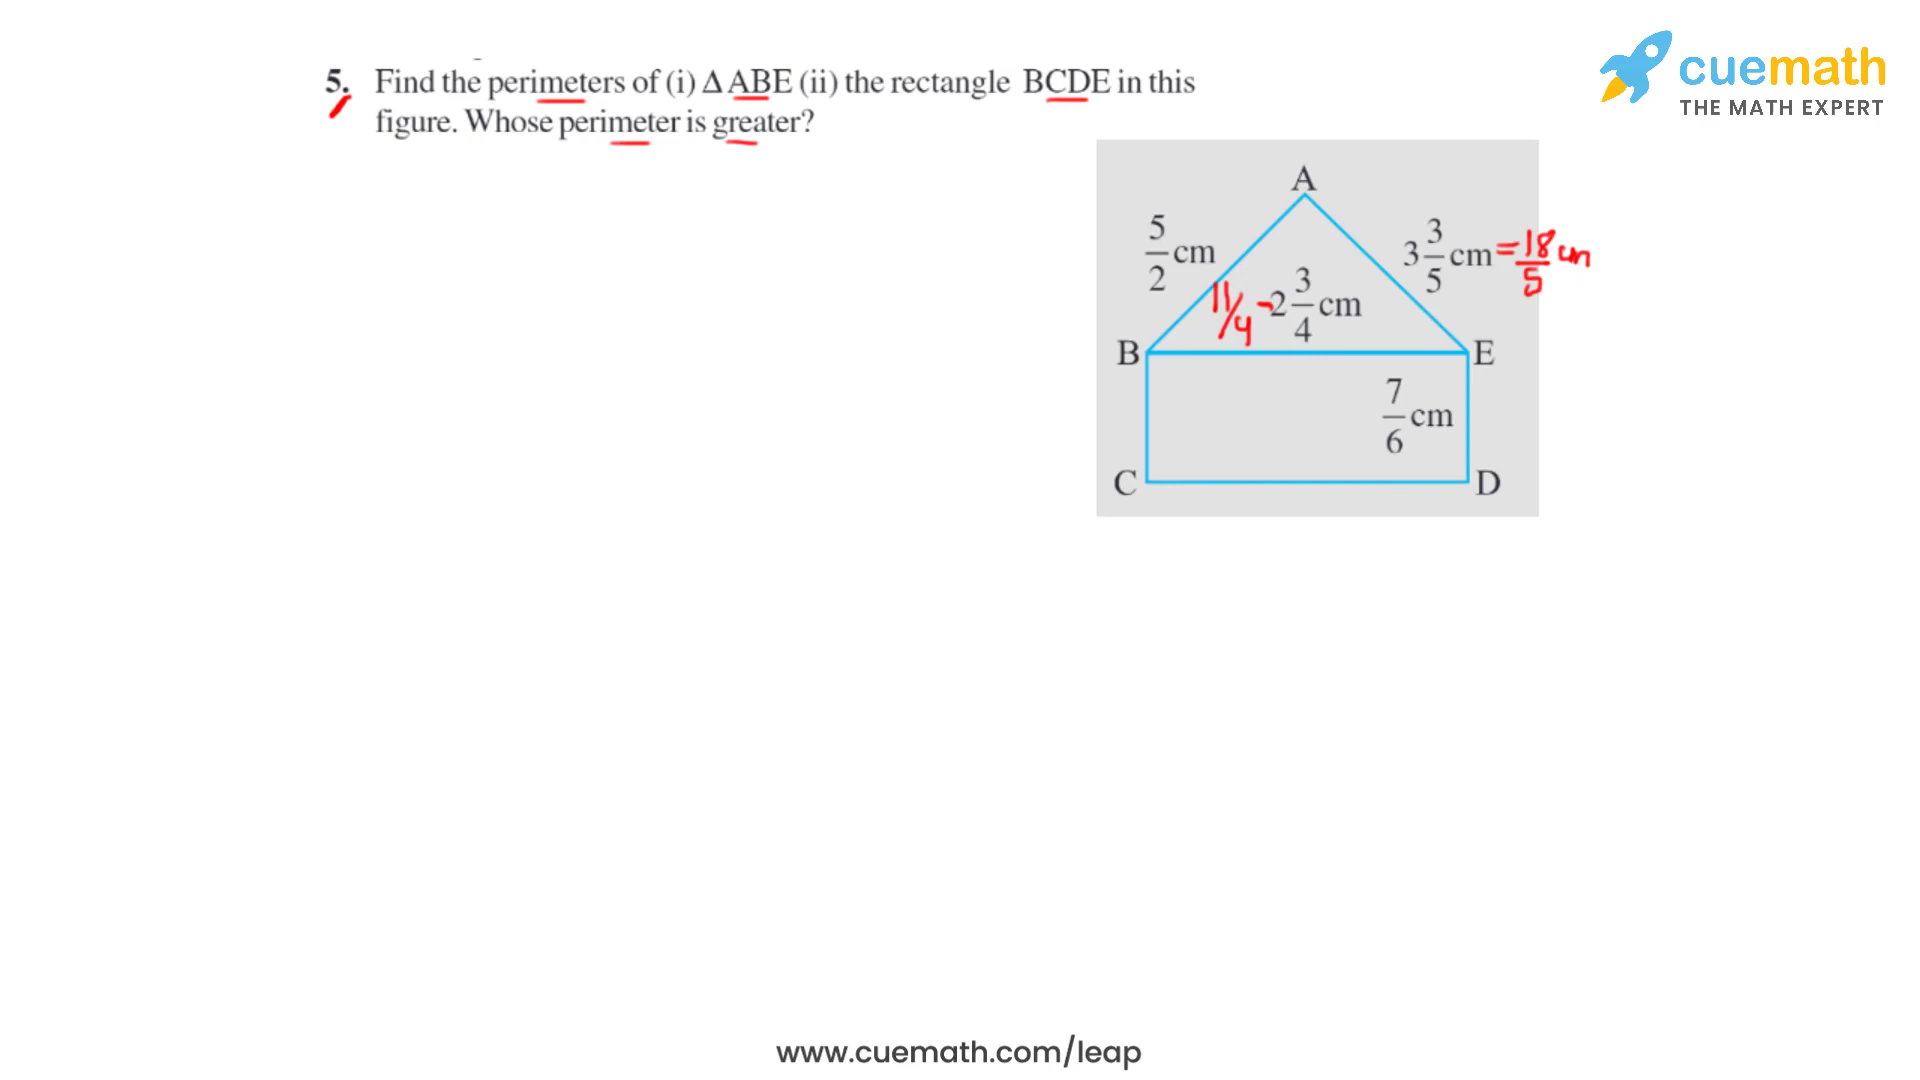 5. Find the perimeters of (i) Δ ABE (ii) the rectangle BCDE in this
figure. Whose perimeter is greater?
cuemath
THE MATH EXPERT
A
5/2 cm
3 3/5 cm = 18/5 cm
11/4 - 2 3/4 cm
B
E
7/6 cm
C
D
www.cuemath.com/leap